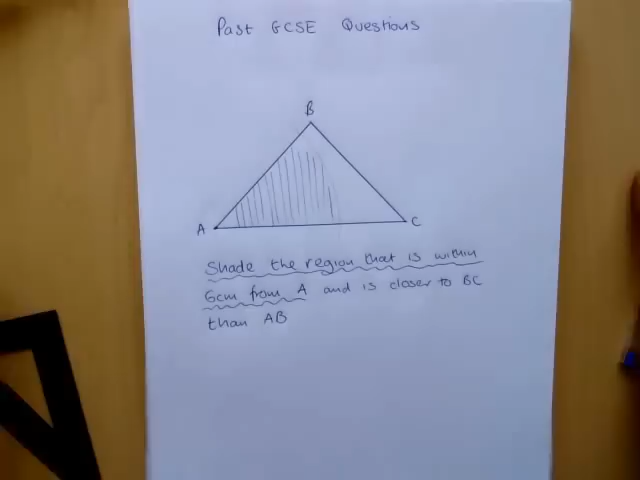 Past GCSE Questions
B
A
C
Shade the region that is within
6cm from A and is closer to BC
than AB